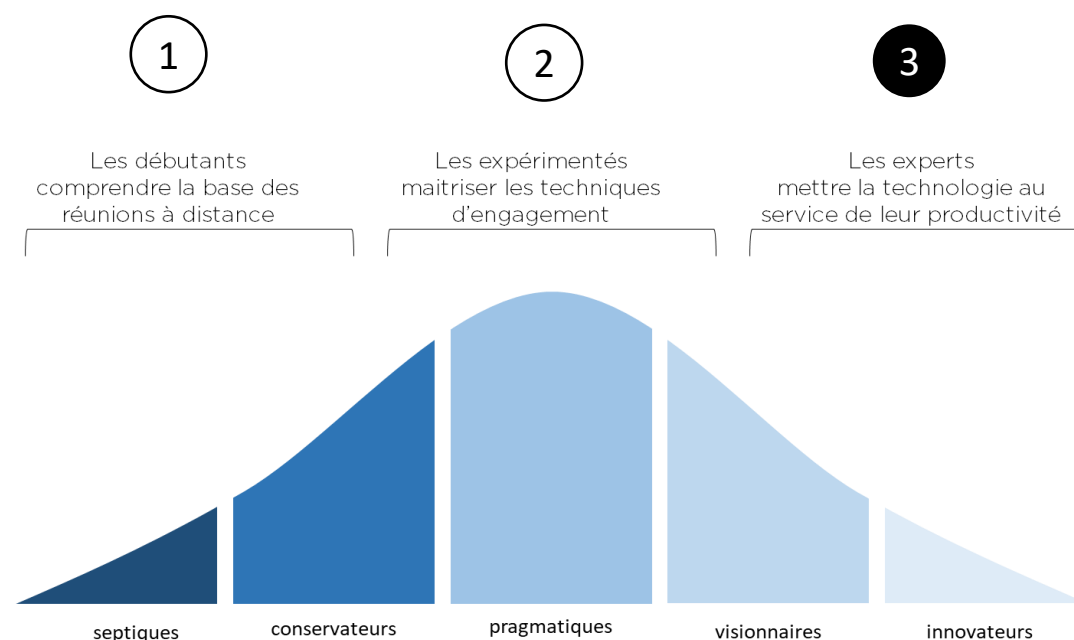 1
2
3
Les débutants
comprendre la base des
réunions à distance
Les expérimentés
maitriser les techniques
d'engagement
Les experts
mettre la technologie au
service de leur productivité
septiques
conservateurs
pragmatiques
visionnaires
innovateurs